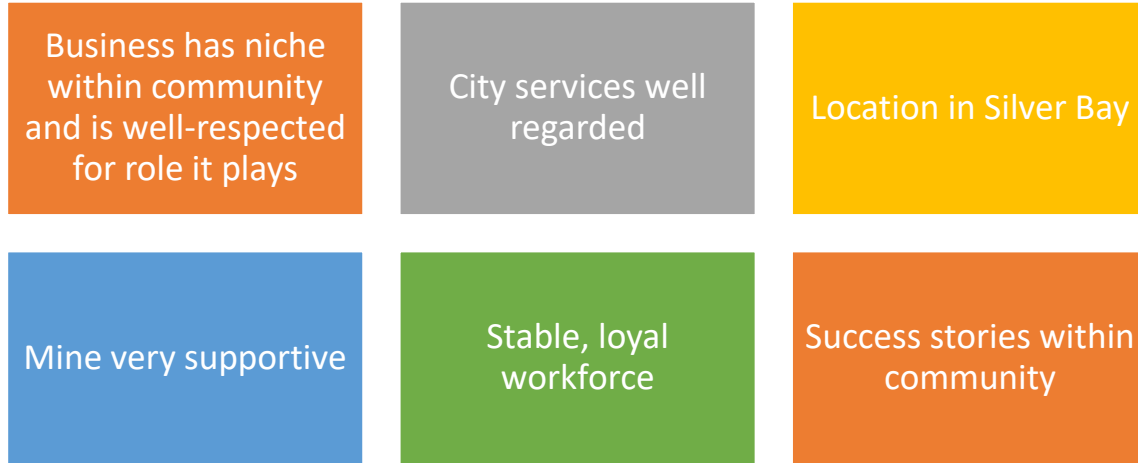 Business has niche
within community
and is well-respected
for role it plays
City services well
regarded
Location in Silver Bay
Mine very supportive
Stable, loyal
workforce
Success stories within
community